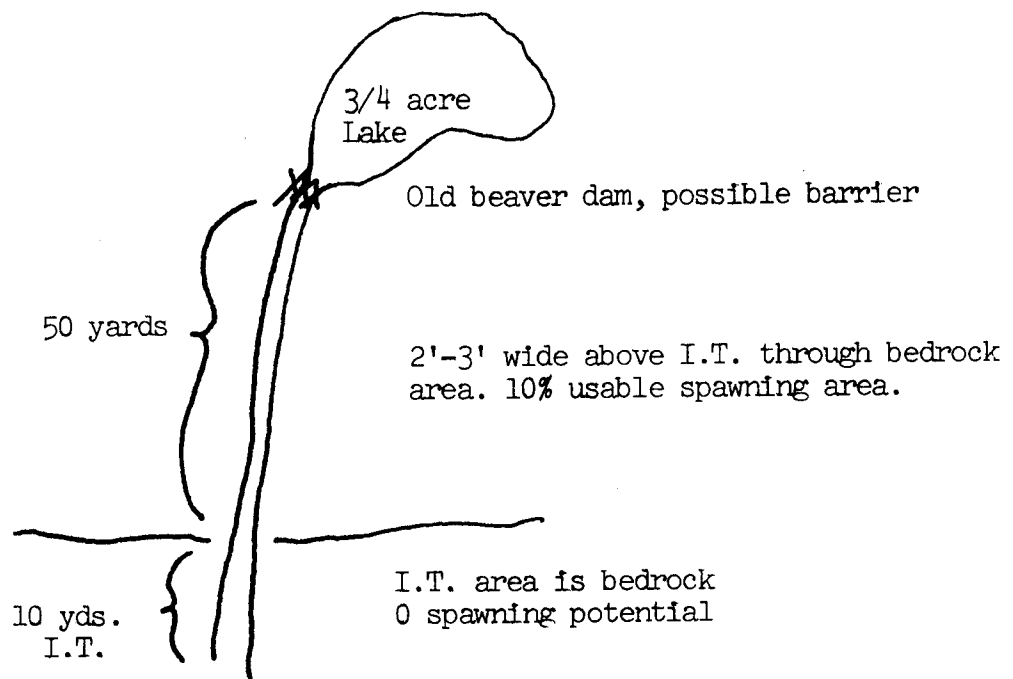 3/4 acre
Lake
Old beaver dam, possible barrier
50 yards
2'-3' wide above I.T. through bedrock
area. 10% usable spawning area.
I.T. area is bedrock
0 spawning potential
10 yds.
I.T.